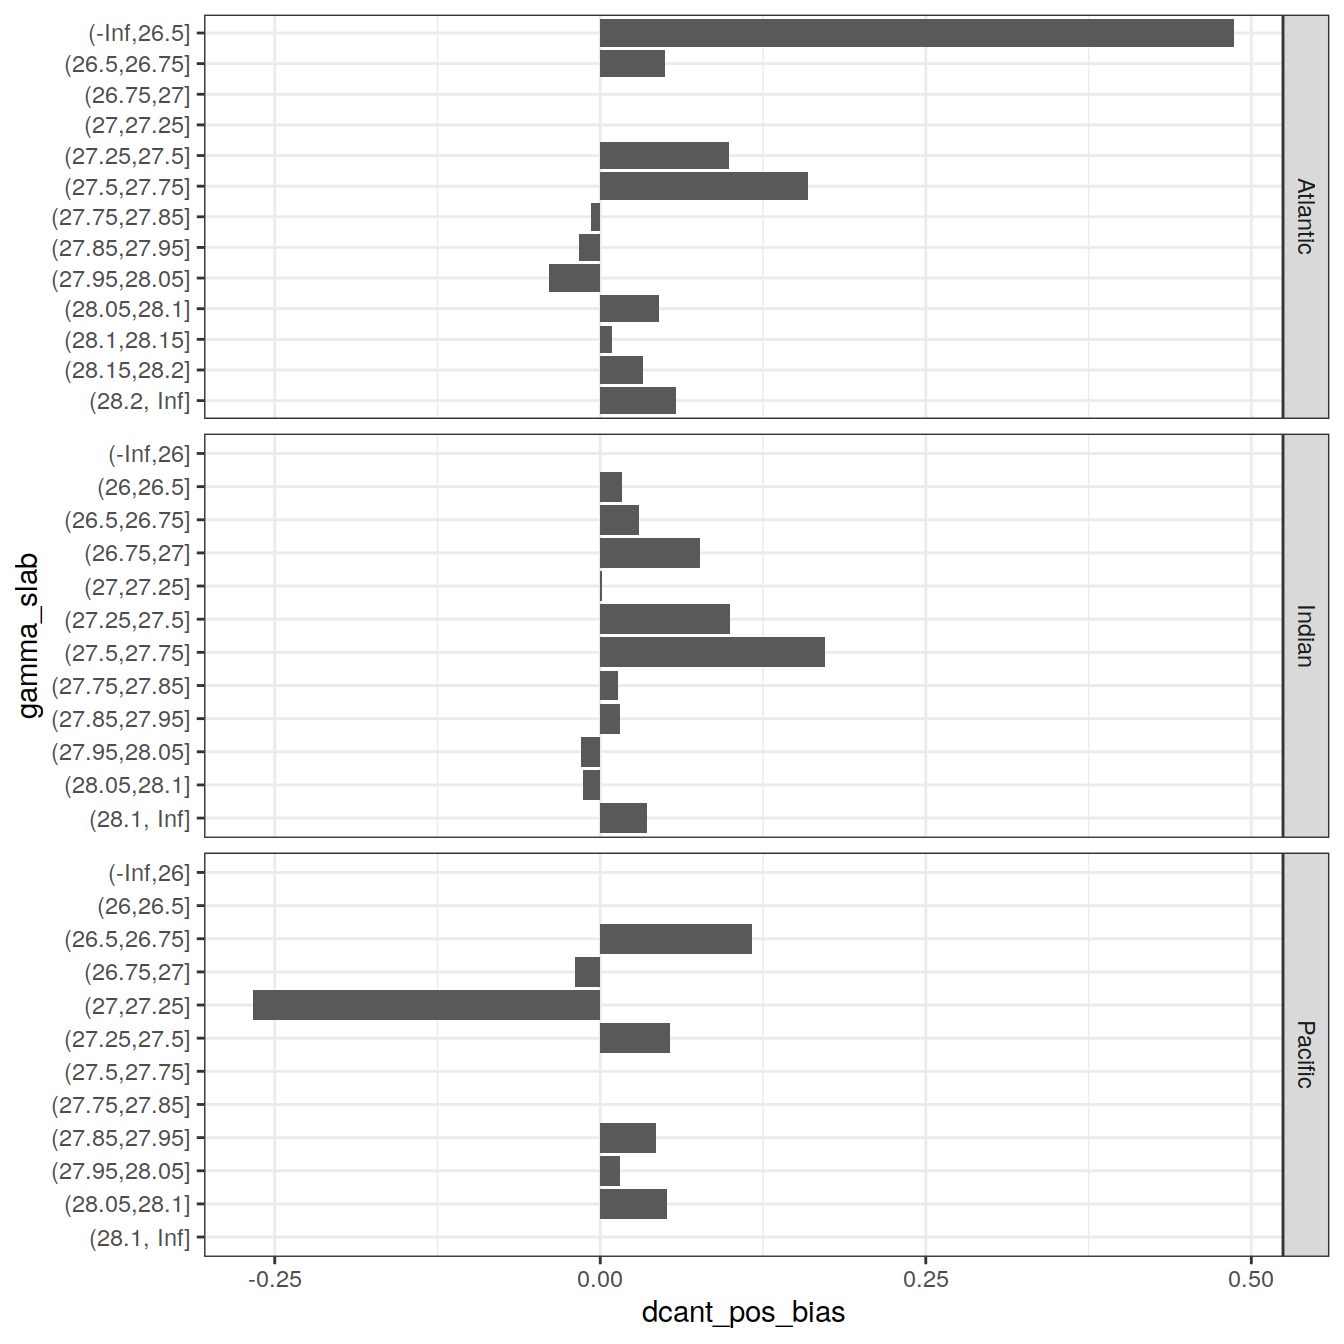 (-Inf,26.5]
(26.5,26.75]
(26.75,27]
(27,27.25]
(27.25,27.5]
(27.5,27.75]
(27.75,27.85]
(27.85,27.95]
(27.95,28.05]
(28.05,28.1]
(28.1,28.15]
(28.15,28.2]
(28.2, Inf]
Atlantic
gamma_slab
(-Inf,26]
(26,26.5]
(26.5,26.75]
(26.75,27]
(27,27.25]
(27.25,27.5]
(27.5,27.75]
(27.75,27.85]
(27.85,27.95]
(27.95,28.05]
(28.05,28.1]
(28.1, Inf]
Indian
(-Inf,26]
(26,26.5]
(26.5,26.75]
(26.75,27]
(27,27.25]
(27.25,27.5]
(27.5,27.75]
(27.75,27.85]
(27.85,27.95]
(27.95,28.05]
(28.05,28.1]
(28.1, Inf]
Pacific
-0.25 0.00 0.25 0.50
dcant_pos_bias